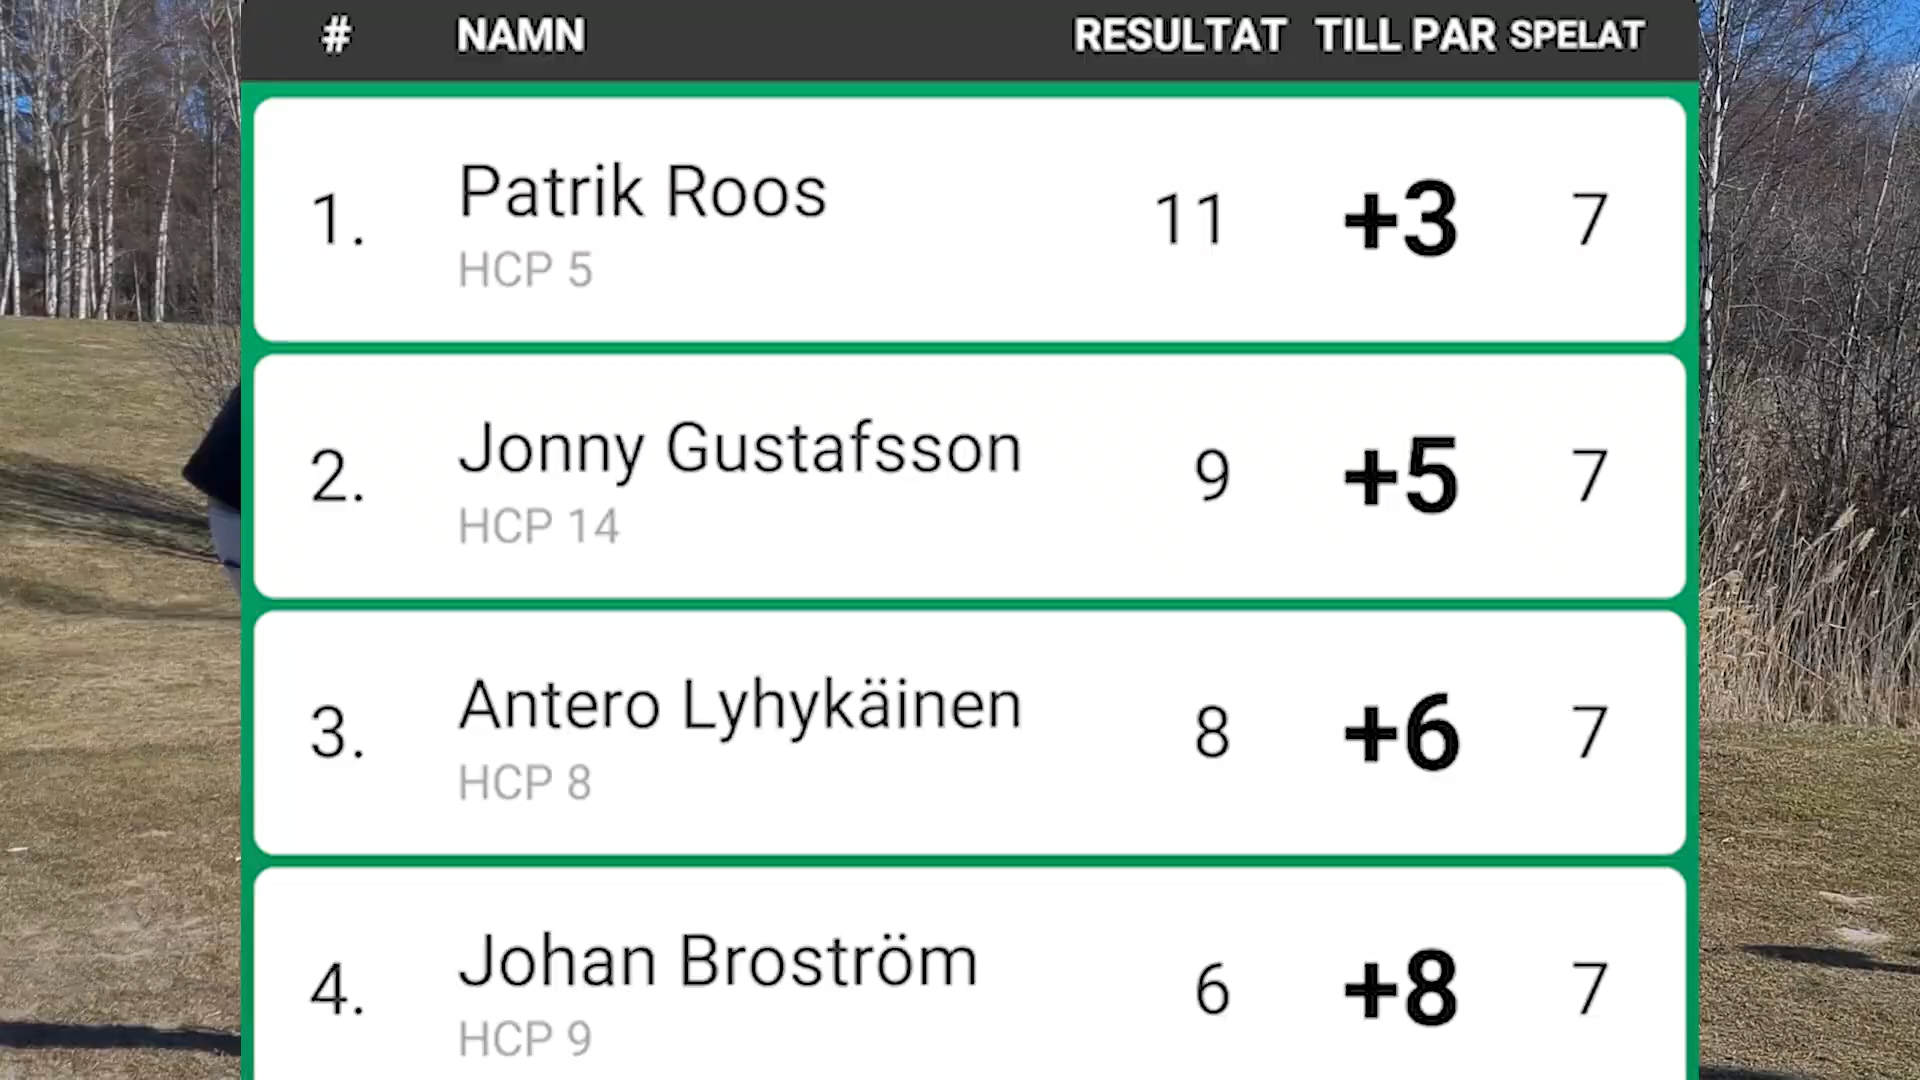 # NAMN RESULTAT TILL PAR SPELAT
1. Patrik Roos 11 +3 7
HCP 5
2. Jonny Gustafsson 9 +5 7
HCP 14
3. Antero Lyhykäinen 8 +6 7
HCP 8
4. Johan Broström 6 +8 7
HCP 9